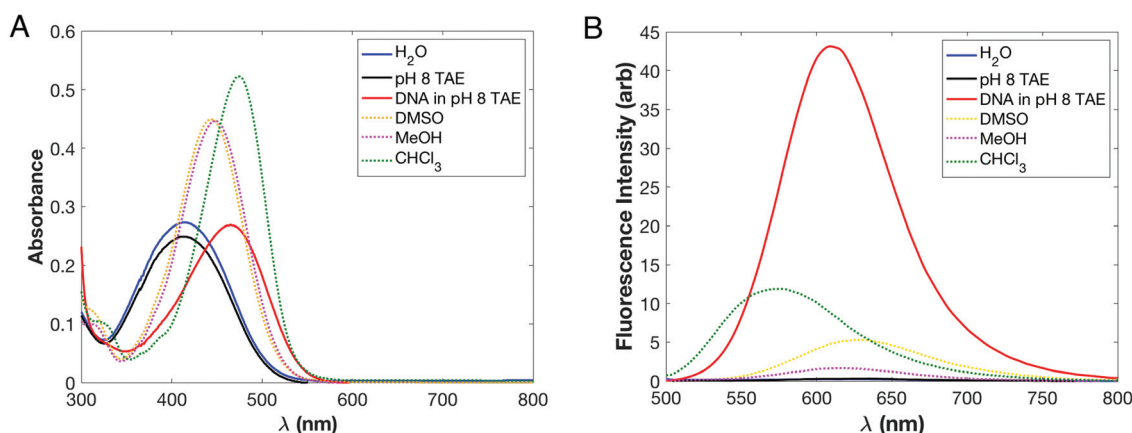 A
Absorbance
0.6
0.5
0.4
0.3
0.2
0.1
0
300
400
500
600
700
800
λ (nm)
H2O
pH 8 TAE
DNA in pH 8 TAE
DMSO
MeOH
CHCl3
B
Fluorescence Intensity (arb)
45
40
35
30
25
20
15
10
5
0
500
550
600
650
700
750
800
λ (nm)
H2O
pH 8 TAE
DNA in pH 8 TAE
DMSO
MeOH
CHCl3